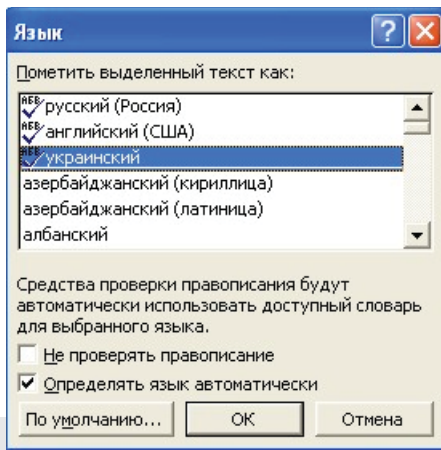 Язык
Пометить выделенный текст как:
русский (Россия)
английский (США)
украинский
азербайджанский (кириллица)
азербайджанский (латиница)
албанский
Средства проверки правописания будут
автоматически использовать доступный словарь
для выбранного языка.
Не проверять правописание
Определять язык автоматически
По умолчанию... ОК Отмена